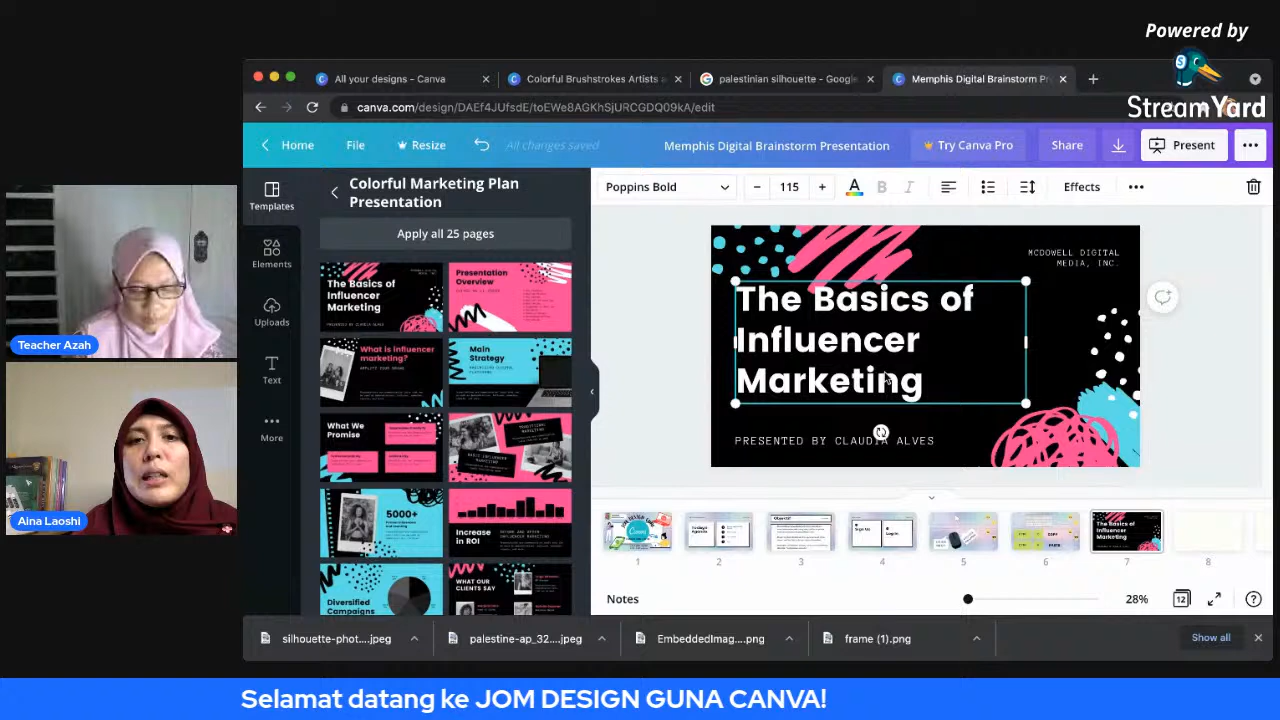 Powered by
StreamYard
All your designs - Canva
Colorful Brushstrokes Artists
palestinian silhouette - Google
Memphis Digital Brainstorm Pr
canva.com/design/DAEf4JUfsdE/toEWe8AGKhSjURCGDQ09kA/edit
Home
File
Resize
All changes saved
Memphis Digital Brainstorm Presentation
Try Canva Pro
Share
Present
Templates
Elements
Uploads
Text
More
Colorful Marketing Plan
Presentation
Apply all 25 pages
The Basics of
Influencer
Marketing
Presentation
Overview
What is influencer
marketing?
Main
Strategy
What We
Promise
5000+
Increase
in ROI
Diversified
Campaigns
WHAT OUR
CLIENTS SAY
Poppins Bold
115
Effects
MCDOWELL DIGITAL
MEDIA, INC.
The Basics of
Influencer
Marketing
PRESENTED BY CLAUDIA ALVES
The Basics of
Influencer
Marketing
1
2
3
4
5
6
7
8
Notes
28%
12
silhouette-phot....jpeg
palestine-ap_32....jpeg
EmbeddedImag....png
frame (1).png
Show all
Teacher Azah
Aina Laoshi
Selamat datang ke JOM DESIGN GUNA CANVA!